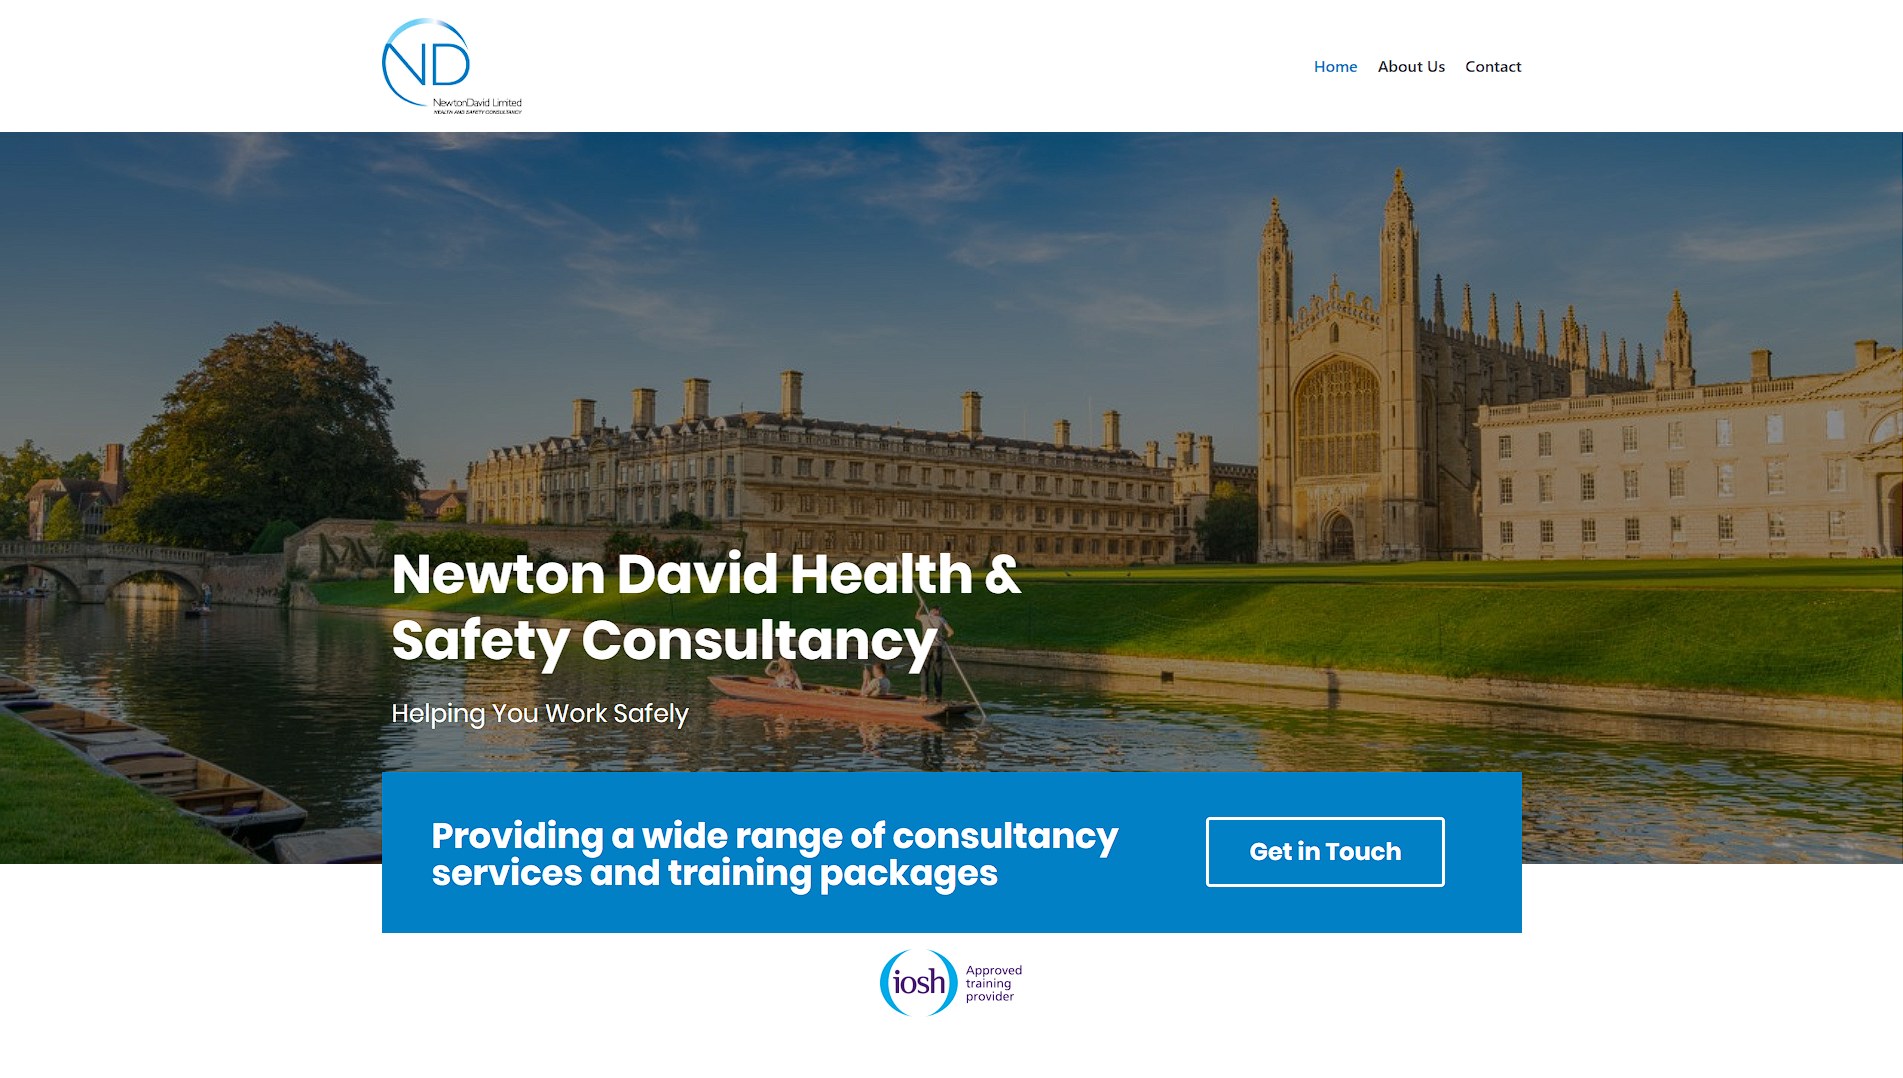 ND
NewtonDavid Limited
HEALTH AND SAFETY CONSULTANCY
Home About Us Contact
Newton David Health &
Safety Consultancy
Helping You Work Safely
Providing a wide range of consultancy
services and training packages
Get in Touch
iosh
Approved
training
provider